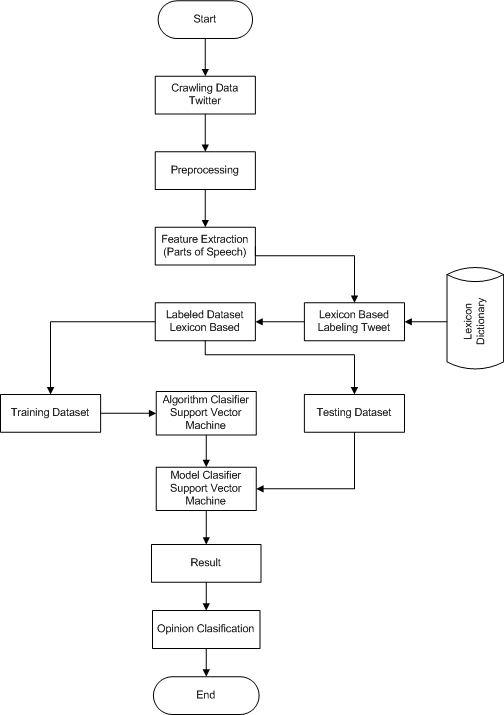 Start
Crawling Data
Twitter
Preprocessing
Feature Extraction
(Parts of Speech)
Labeled Dataset
Lexicon Based
Lexicon Based
Labeling Tweet
Lexicon
Dictionary
Training Dataset
Algorithm Clasifier
Support Vector
Machine
Testing Dataset
Model Clasifier
Support Vector
Machine
Result
Opinion Clasification
End